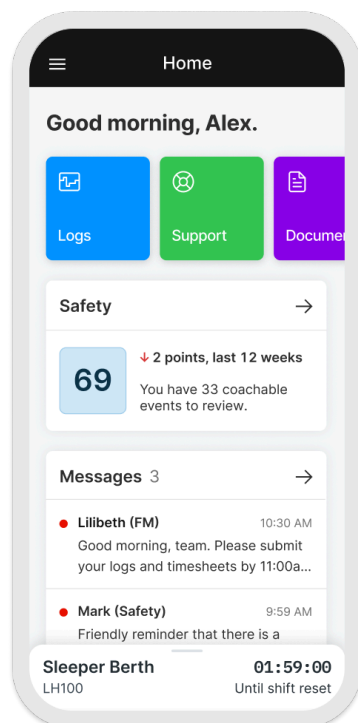 Home
Good morning, Alex.
Logs
Support
Docume
Safety
69
2 points, last 12 weeks
You have 33 coachable
events to review.
Messages 3
Lilibeth (FM) 10:30 AM
Good morning, team. Please submit
your logs and timesheets by 11:00a...
Mark (Safety) 9:59 AM
Friendly reminder that there is a
Sleeper Berth 01:59:00
LH100 Until shift reset